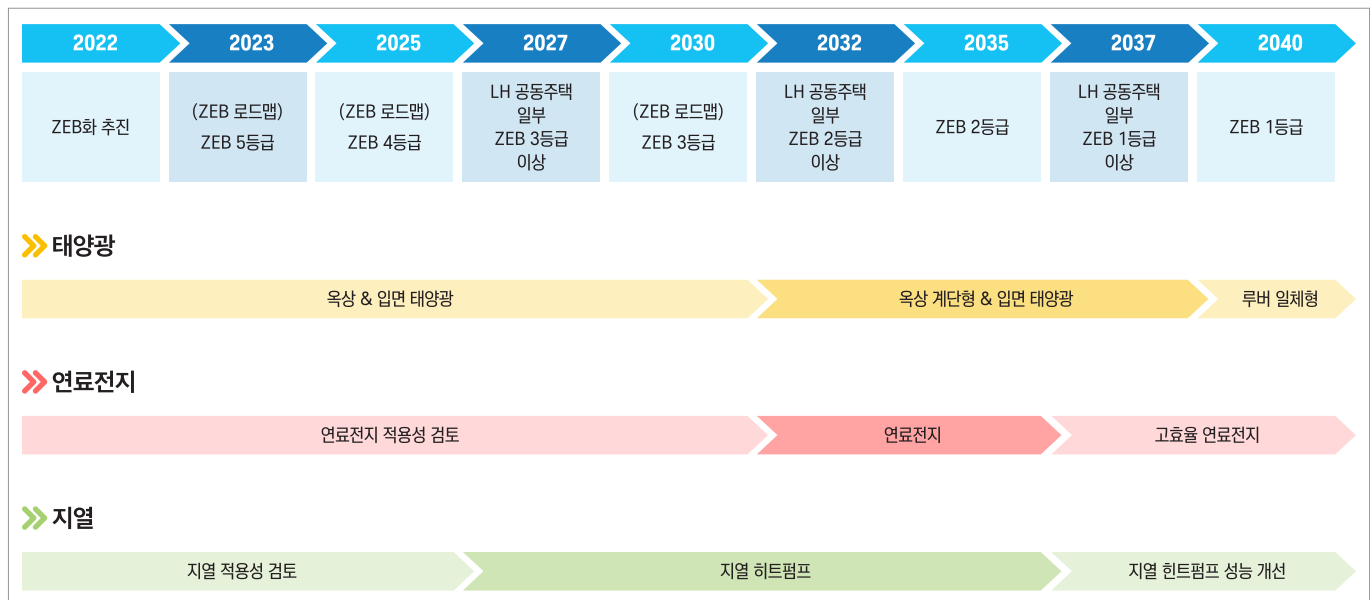 2022
2023
2025
2027
2030
2032
2035
2037
2040
ZEB화 추진
(ZEB 로드맵)
ZEB 5등급
(ZEB 로드맵)
ZEB 4등급
LH 공동주택
일부
ZEB 3등급
이상
(ZEB 로드맵)
ZEB 3등급
LH 공동주택
일부
ZEB 2등급
이상
ZEB 2등급
LH 공동주택
일부
ZEB 1등급
이상
ZEB 1등급
태양광
옥상 & 입면 태양광
옥상 계단형 & 입면 태양광
루버 일체형
연료전지
연료전지 적용성 검토
연료전지
고효율 연료전지
지열
지열 적용성 검토
지열 히트펌프
지열 힌트펌프 성능 개선